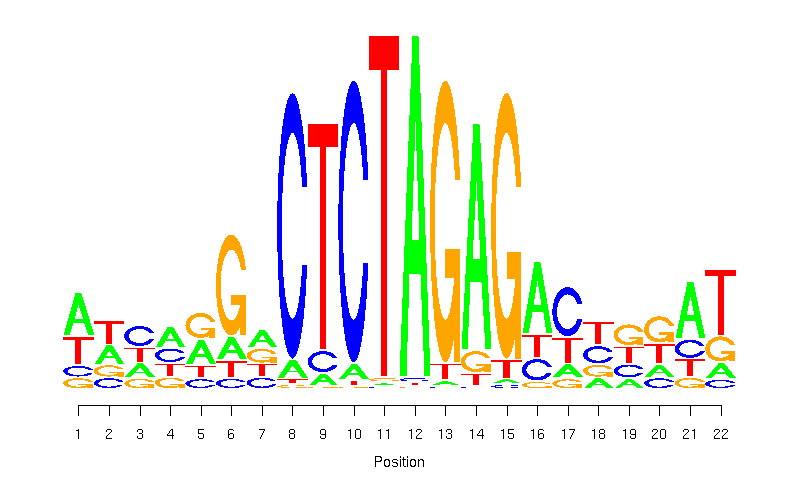 A T C A G G A C T C T A G A G A C T G G A T
T A T C A A G A C A T G T T T C T T C G
C G A T T T T A T C A G C A T A
G C G G C C C G G A A C G C
1 2 3 4 5 6 7 8 9 10 11 12 13 14 15 16 17 18 19 20 21 22
Position